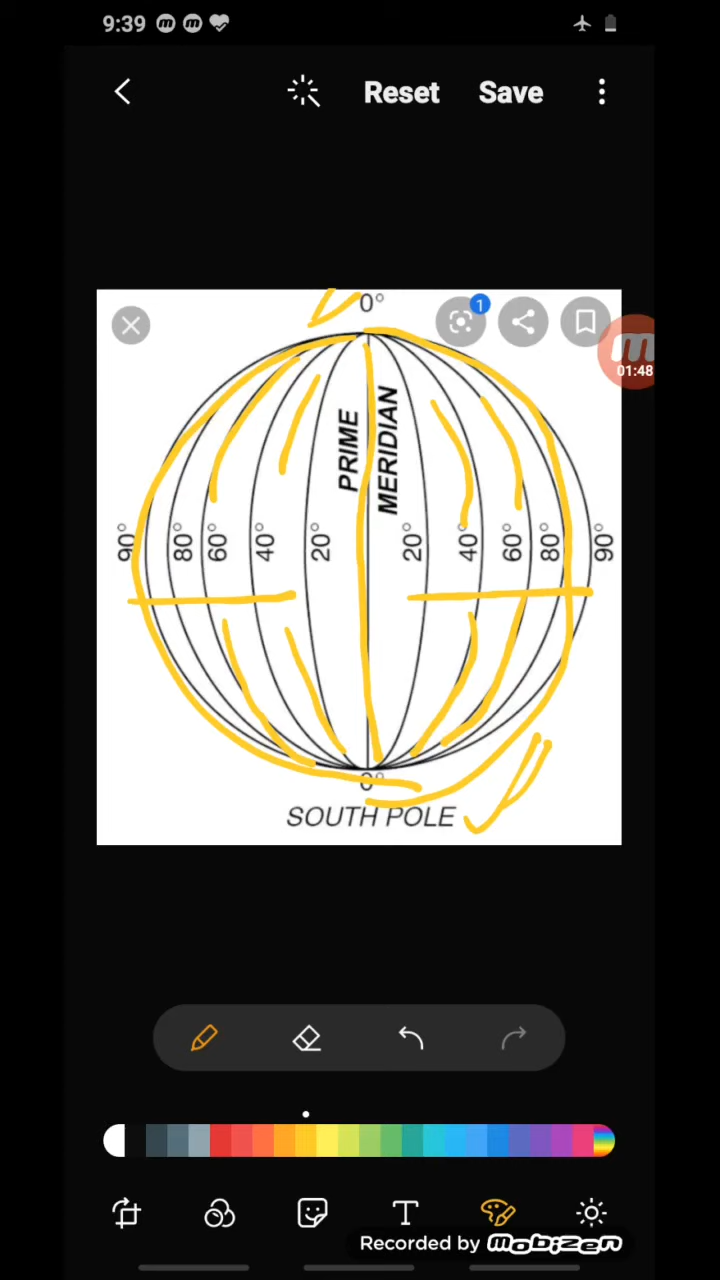 9:39
Reset Save
0°
1
01:48
PRIME
MERIDIAN
90° 80° 60° 40° 20° 20° 40° 60° 80° 90°
0°
SOUTH POLE
T
Recorded by mobizen